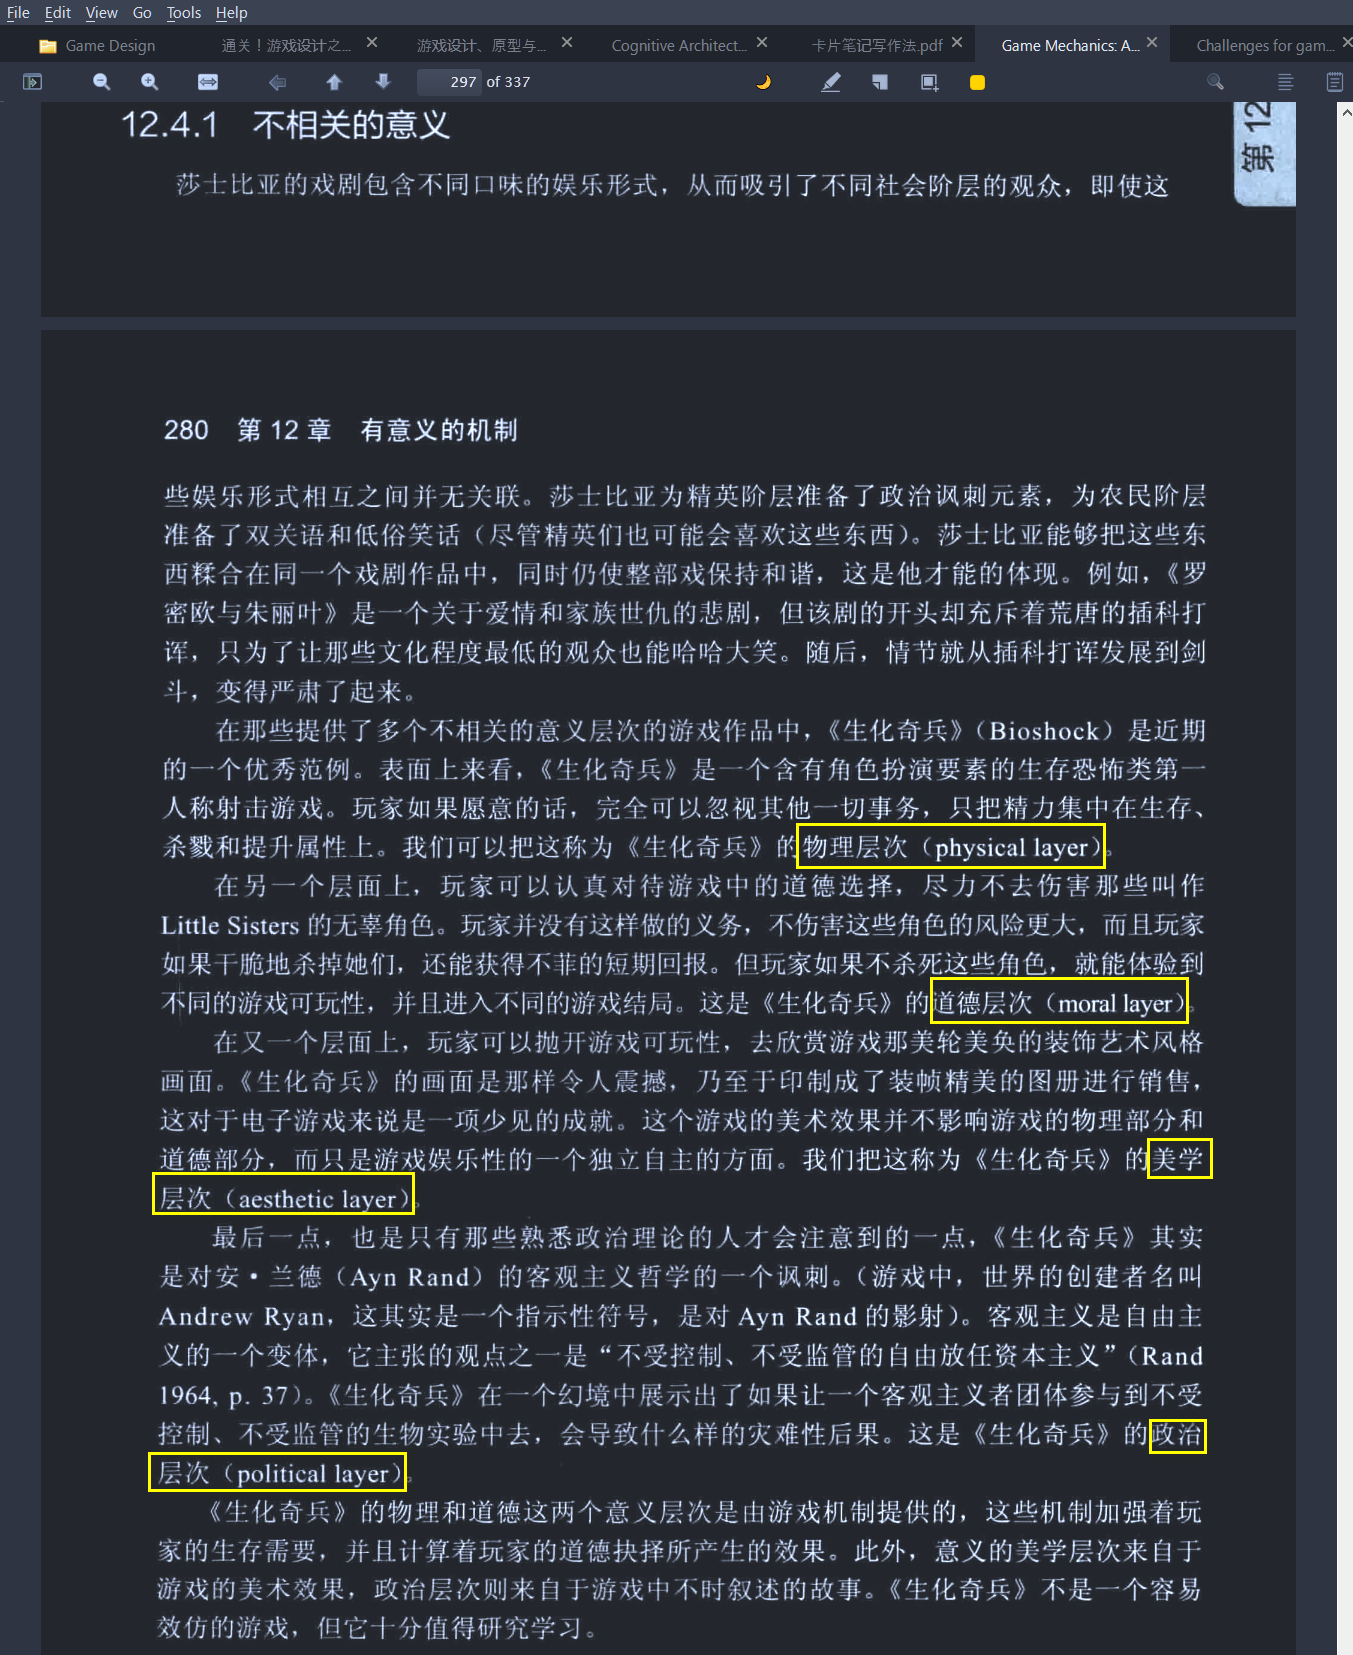 File Edit View Go Tools Help
Game Design 通关！游戏设计之... 游戏设计、原型与... Cognitive Architect... 卡片笔记写作法.pdf Game Mechanics: A... Challenges for gam...
297 of 337
12.4.1 不相关的意义
第 12
莎士比亚的戏剧包含不同口味的娱乐形式，从而吸引了不同社会阶层的观众，即使这
280 第 12 章 有意义的机制
些娱乐形式相互之间并无关联。莎士比亚为精英阶层准备了政治讽刺元素，为农民阶层
准备了双关语和低俗笑话（尽管精英们也可能会喜欢这些东西）。莎士比亚能够把这些东
西糅合在同一个戏剧作品中，同时仍使整部戏保持和谐，这是他才能的体现。例如，《罗
密欧与朱丽叶》是一个关于爱情和家族世仇的悲剧，但该剧的开头却充斥着荒唐的插科打
诨，只为了让那些文化程度最低的观众也能哈哈大笑。随后，情节就从插科打诨发展到剑
斗，变得严肃了起来。
在那些提供了多个不相关的意义层次的游戏作品中，《生化奇兵》（Bioshock）是近期
的一个优秀范例。表面上来看，《生化奇兵》是一个含有角色扮演要素的生存恐怖类第一
人称射击游戏。玩家如果愿意的话，完全可以忽视其他一切事务，只把精力集中在生存、
杀戮和提升属性上。我们可以把这称为《生化奇兵》的物理层次（physical layer）。
在另一个层面上，玩家可以认真对待游戏中的道德选择，尽力不去伤害那些叫作
Little Sisters 的无辜角色。玩家并没有这样做的义务，不伤害这些角色的风险更大，而且玩家
如果干脆地杀掉她们，还能获得不菲的短期回报。但玩家如果不杀死这些角色，就能体验到
不同的游戏可玩性，并且进入不同的游戏结局。这是《生化奇兵》的道德层次（moral layer）。
在又一个层面上，玩家可以抛开游戏可玩性，去欣赏游戏那美轮美奂的装饰艺术风格
画面。《生化奇兵》的画面是那样令人震撼，乃至于印制成了装帧精美的图册进行销售，
这对于电子游戏来说是一项少见的成就。这个游戏的美术效果并不影响游戏的物理部分和
道德部分，而只是游戏娱乐性的一个独立自主的方面。我们把这称为《生化奇兵》的美学
层次（aesthetic layer）。
最后一点，也是只有那些熟悉政治理论的人才会注意到的一点，《生化奇兵》其实
是对安·兰德（Ayn Rand）的客观主义哲学的一个讽刺。（游戏中，世界的创建者名叫
Andrew Ryan，这其实是一个指示性符号，是对 Ayn Rand 的影射）。客观主义是自由主
义的一个变体，它主张的观点之一是“不受控制、不受监管的自由放任资本主义”（Rand
1964, p. 37）。《生化奇兵》在一个幻境中展示出了如果让一个客观主义者团体参与到不受
控制、不受监管的生物实验中去，会导致什么样的灾难性后果。这是《生化奇兵》的政治
层次（political layer）。
《生化奇兵》的物理和道德这两个意义层次是由游戏机制提供的，这些机制加强着玩
家的生存需要，并且计算着玩家的道德抉择所产生的效果。此外，意义的美学层次来自于
游戏的美术效果，政治层次则来自于游戏中不时叙述的故事。《生化奇兵》不是一个容易
效仿的游戏，但它十分值得研究学习。